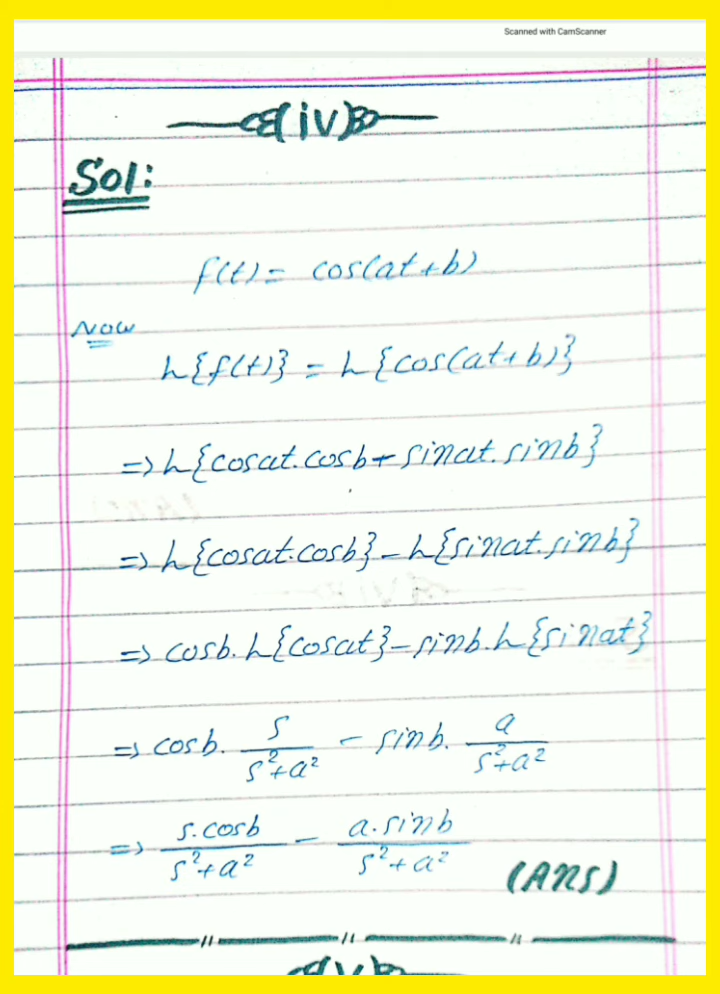 Scanned with CamScanner
(iv)
Sol:
f(t) = cos(at+b)
Now
L{f(t)} = L{cos(at+b)}
=> L{cosat.cosb + sinat.sinb}
=> L{cosat.cosb} - L{sinat.sinb}
=> cosb.L{cosat} - sinb.L{sinat}
=> cosb. s/s²+a² - sinb. a/s²+a²
=> s.cosb/s²+a² - a.sinb/s²+a² (Ans)